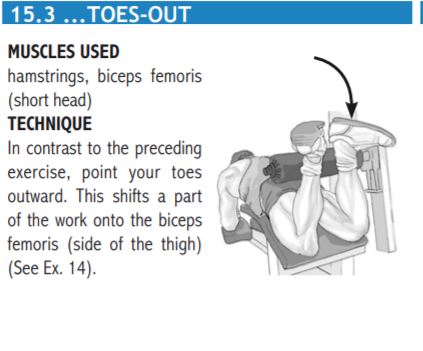 15.3 ...TOES-OUT
MUSCLES USED
hamstrings, biceps femoris
(short head)
TECHNIQUE
In contrast to the preceding
exercise, point your toes
outward. This shifts a part
of the work onto the biceps
femoris (side of the thigh)
(See Ex. 14).